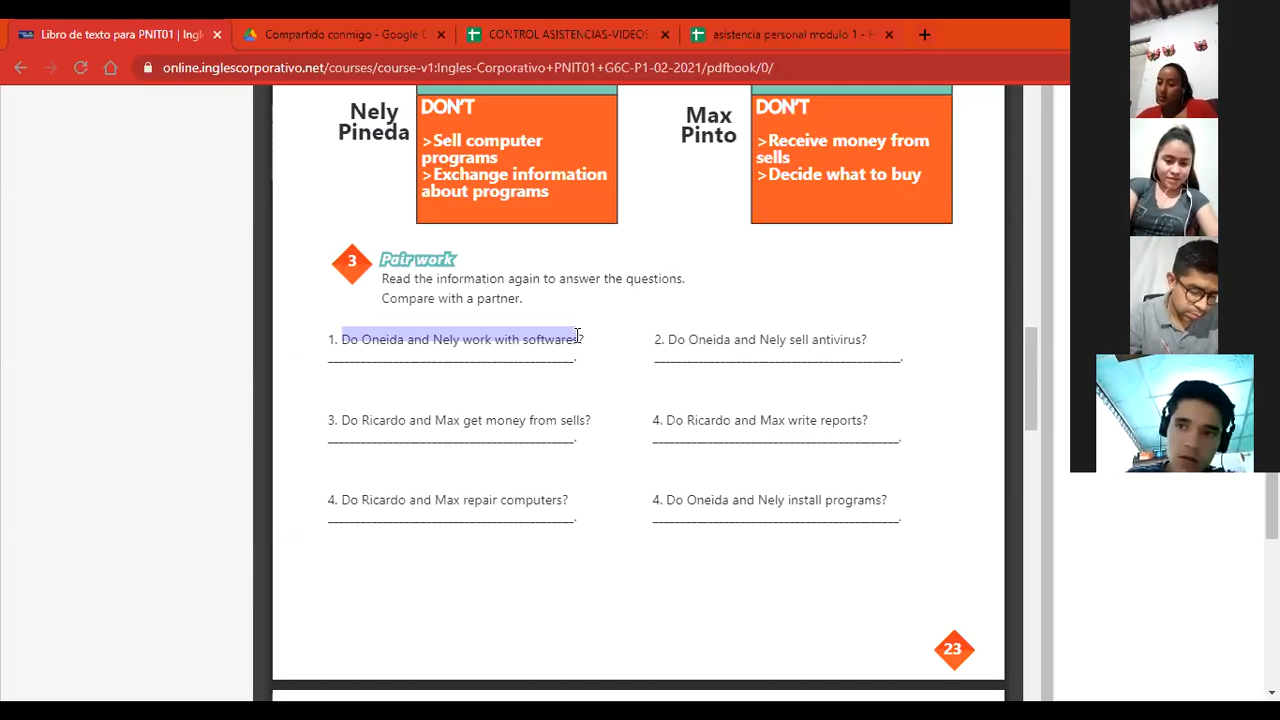 Libro de texto para PNIT01 | Ingl
Compartido conmigo - Google D
CONTROL ASISTENCIAS-VIDEOS
asistencia personal modulo 1 - H
online.inglescorporativo.net/courses/course-v1:Ingles-Corporativo+PNIT01+G6C-P1-02-2021/pdfbook/0/
Nely
Pineda
DON'T
>Sell computer
programs
>Exchange information
about programs
Max
Pinto
DON'T
>Receive money from
sells
>Decide what to buy
3
Pair work
Read the information again to answer the questions.
Compare with a partner.
1. Do Oneida and Nely work with softwares?
2. Do Oneida and Nely sell antivirus?
3. Do Ricardo and Max get money from sells?
4. Do Ricardo and Max write reports?
4. Do Ricardo and Max repair computers?
4. Do Oneida and Nely install programs?
23